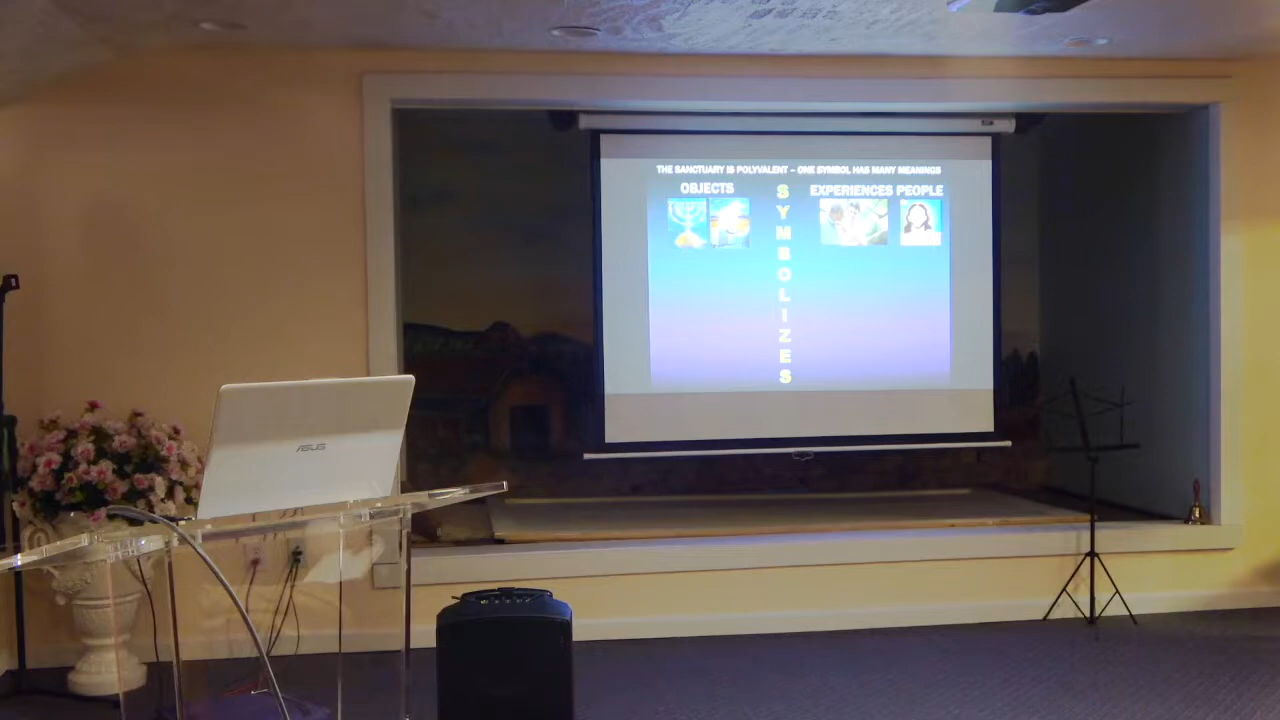 THE SANCTUARY IS POLYVALENT – ONE SYMBOL HAS MANY MEANINGS
OBJECTS
SYMBOLIZES
EXPERIENCES PEOPLE
ASUS